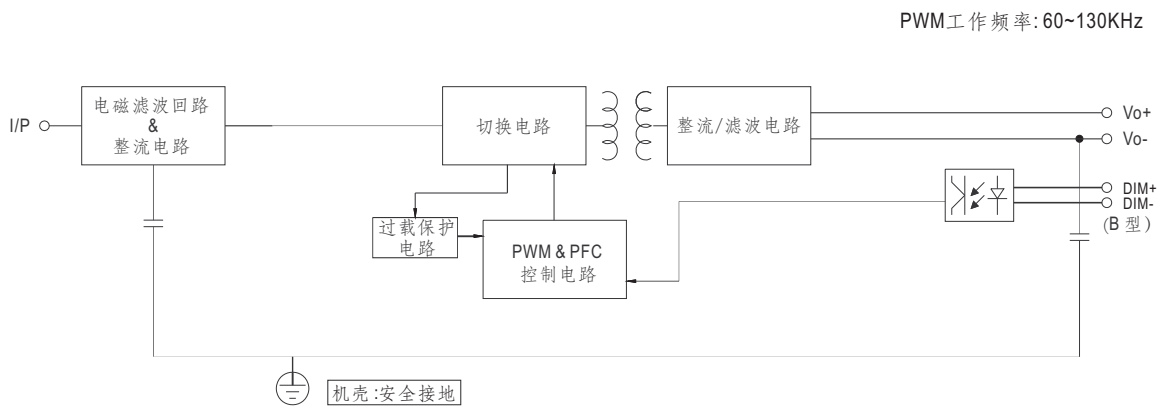 PWM工作频率: 60~130KHz
I/P
电磁滤波回路
&
整流电路
切换电路
整流/滤波电路
Vo+
Vo-
DIM+
DIM-
(B 型)
过载保护
电路
PWM & PFC
控制电路
机壳:安全接地